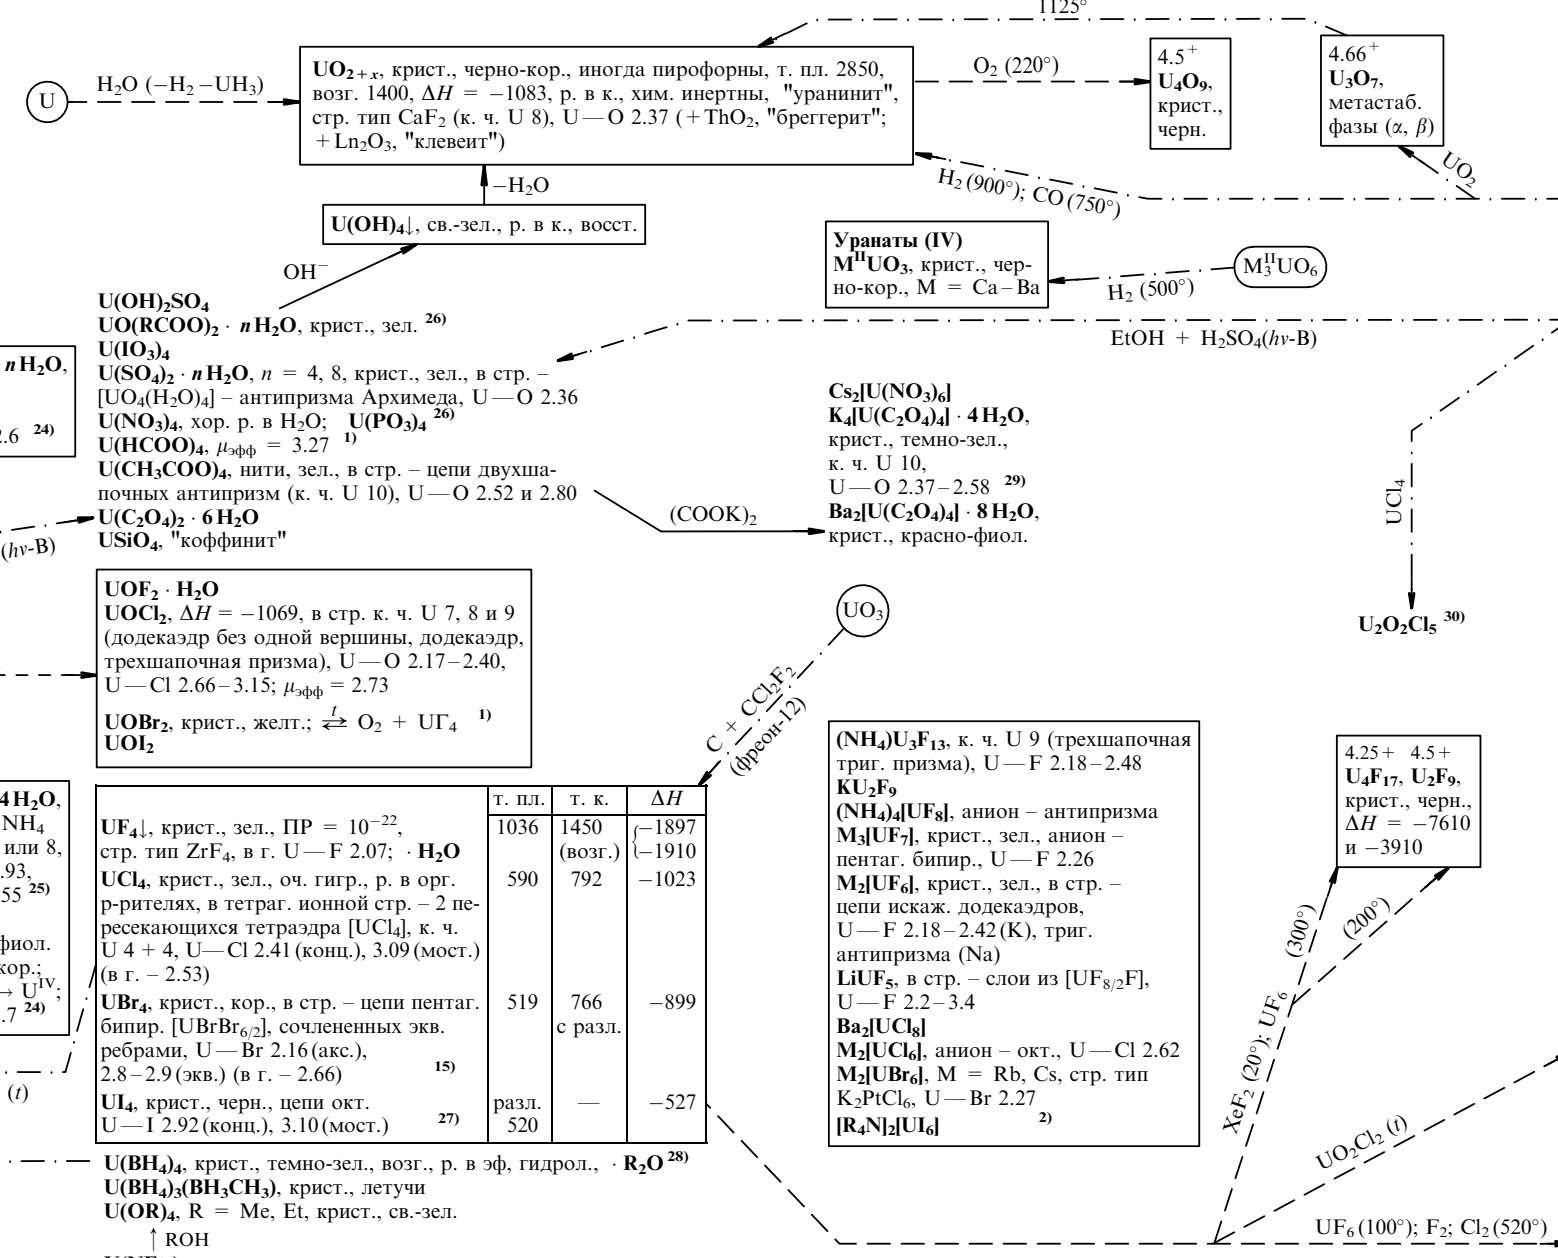 1125°
U
H₂O (−H₂ −UH₃)
UO₂₊ₓ, крист., черно-кор., иногда пирофорны, т. пл. 2850,
возг. 1400, ΔH = −1083, р. в к., хим. инертны, "уранинит",
стр. тип CaF₂ (к. ч. U 8), U—O 2.37 (+ThO₂, "бреггерит";
+Ln₂O₃, "клевеит")
O₂ (220°)
4.5⁺
U₄O₉,
крист.,
черн.
4.66⁺
U₃O₇,
метастаб.
фазы (α, β)
UO₂
H₂ (900°); CO (750°)
−H₂O
U(OH)₄↓, св.-зел., р. в к., восст.
OH⁻
Уранаты (IV)
MᴵᴵUO₃, крист., чер-
но-кор., M = Ca–Ba
H₂ (500°)
M₃ᴵᴵUO₆
EtOH + H₂SO₄(hν-B)
U(OH)₂SO₄
UO(RCOO)₂ · nH₂O, крист., зел. ²⁶⁾
U(IO₃)₄
U(SO₄)₂ · nH₂O, n = 4, 8, крист., зел., в стр. –
[UO₄(H₂O)₄] – антипризма Архимеда, U—O 2.36
U(NO₃)₄, хор. р. в H₂O; U(PO₃)₄ ²⁶⁾
U(HCOO)₄, μэфф = 3.27 ¹⁾
U(CH₃COO)₄, нити, зел., в стр. – цепи двухша-
почных антипризм (к. ч. U 10), U—O 2.52 и 2.80
U(C₂O₄)₂ · 6H₂O
USiO₄, "коффинит"
nH₂O,
2.6 ²⁴⁾
(hν-B)
(COOK)₂
Cs₂[U(NO₃)₆]
K₄[U(C₂O₄)₄] · 4H₂O,
крист., темно-зел.,
к. ч. U 10,
U—O 2.37–2.58 ²⁹⁾
Ba₂[U(C₂O₄)₄] · 8H₂O,
крист., красно-фиол.
UCl₄
U₂O₂Cl₅ ³⁰⁾
UOF₂ · H₂O
UOCl₂, ΔH = −1069, в стр. к. ч. U 7, 8 и 9
(додекаэдр без одной вершины, додекаэдр,
трехшапочная призма), U—O 2.17–2.40,
U—Cl 2.66–3.15; μэфф = 2.73
UOBr₂, крист., желт.; ⇄ᵗ O₂ + UГ₄ ¹⁾
UOI₂
UO₃
C + CCl₂F₂
(фреон-12)
4H₂O,
NH₄
или 8,
.93,
55 ²⁵⁾
фиол.
кор.;
→ Uᴵⱽ;
.7 ²⁴⁾
(t)
т. пл. т. к. ΔH
UF₄↓, крист., зел., ПР = 10⁻²², 1036 1450 −1897
стр. тип ZrF₄, в г. U—F 2.07; · H₂O (возг.) −1910
UCl₄, крист., зел., оч. гигр., р. в орг. 590 792 −1023
р-рителях, в тетраг. ионной стр. – 2 пе-
ресекающихся тетраэдра [UCl₄], к. ч.
U 4 + 4, U—Cl 2.41 (конц.), 3.09 (мост.)
(в г. – 2.53)
UBr₄, крист., кор., в стр. – цепи пентаг. 519 766 −899
бипир. [UBrBr₆/₂], сочлененных экв. с разл.
ребрами, U—Br 2.16 (акс.),
2.8–2.9 (экв.) (в г. – 2.66) ¹⁵⁾
UI₄, крист., черн., цепи окт. разл. — −527
U—I 2.92 (конц.), 3.10 (мост.) ²⁷⁾ 520
U(BH₄)₄, крист., темно-зел., возг., р. в эф, гидрол., · R₂O ²⁸⁾
U(BH₄)₃(BH₃CH₃), крист., летучи
U(OR)₄, R = Me, Et, крист., св.-зел.
↑ ROH
(NH₄)U₃F₁₃, к. ч. U 9 (трехшапочная
триг. призма), U—F 2.18–2.48
KU₂F₉
(NH₄)₄[UF₈], анион – антипризма
M₃[UF₇], крист., зел., анион –
пентаг. бипир., U—F 2.26
M₂[UF₆], крист., зел., в стр. –
цепи искаж. додекаэдров,
U—F 2.18–2.42 (K), триг.
антипризма (Na)
LiUF₅, в стр. – слои из [UF₈/₂F],
U—F 2.2–3.4
Ba₂[UCl₈]
M₂[UCl₆], анион – окт., U—Cl 2.62
M₂[UBr₆], M = Rb, Cs, стр. тип
K₂PtCl₆, U—Br 2.27
[R₄N]₂[UI₆] ²⁾
4.25+ 4.5+
U₄F₁₇, U₂F₉,
крист., черн.,
ΔH = −7610
и −3910
XeF₂ (20°); UF₆ (300°)
(200°)
UO₂Cl₂ (t)
UF₆ (100°); F₂; Cl₂ (520°)